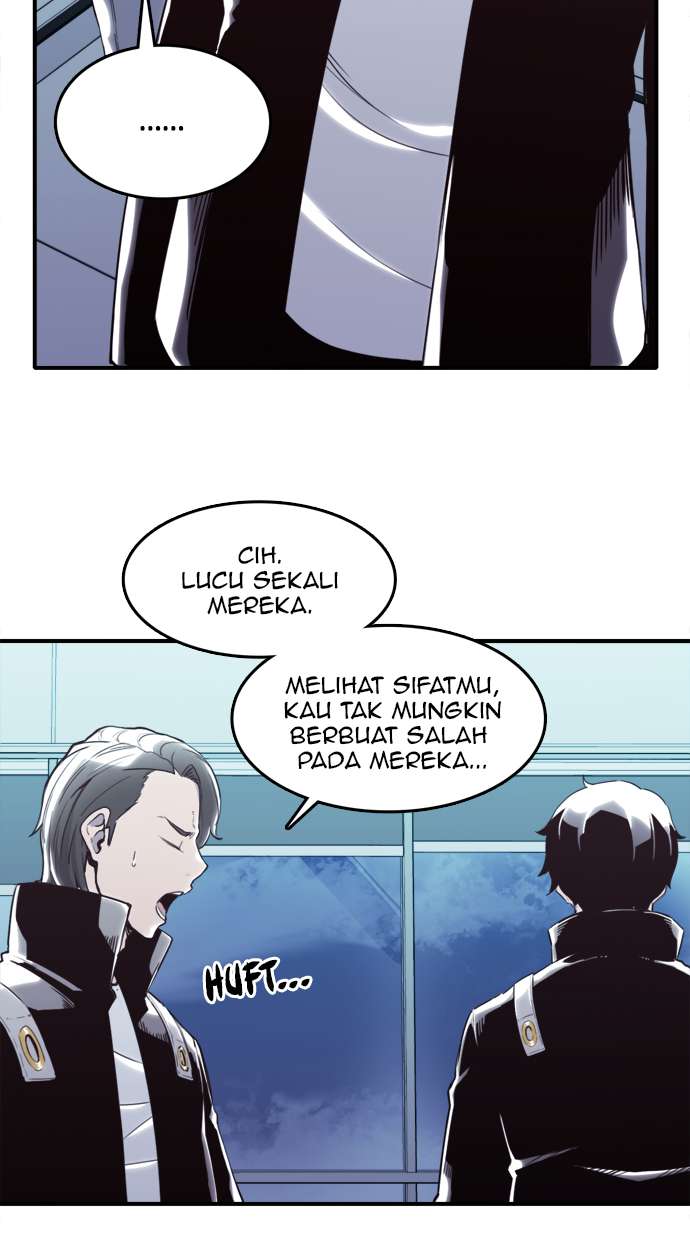 ......
CIH.
LUCU SEKALI
MEREKA.
MELIHAT SIFATMU,
KAU TAK MUNGKIN
BERBUAT SALAH
PADA MEREKA...
HUFT...